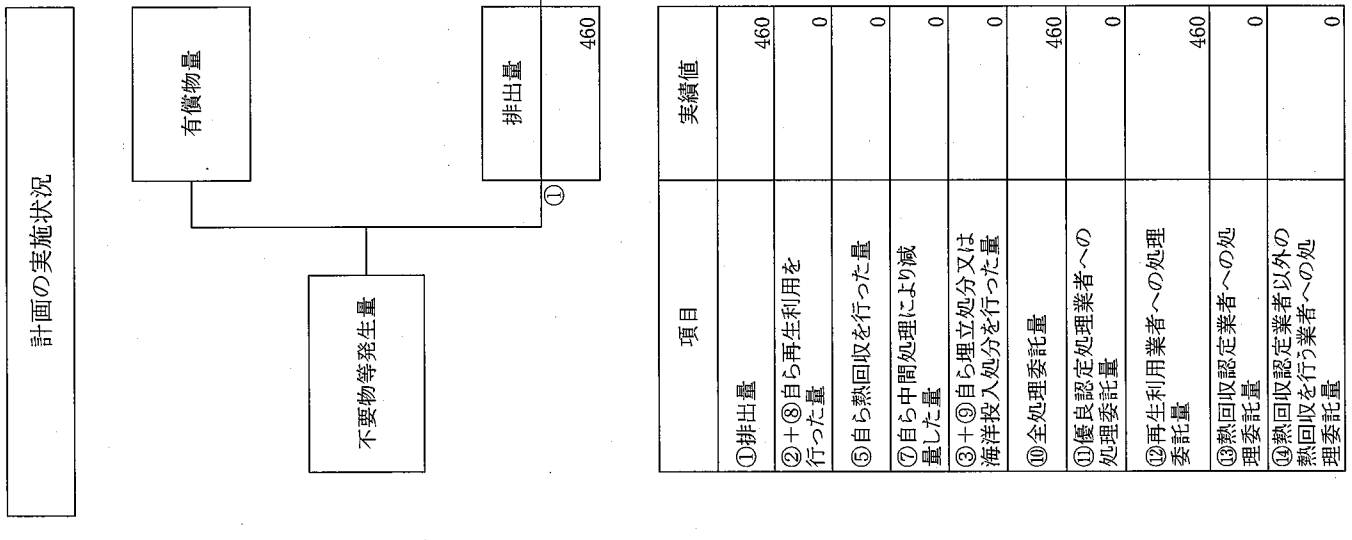 計画の実施状況
有償物量
不要物等発生量
排出量
①
460
項目 実績値
①排出量 460
②+⑧自ら再生利用を
行った量 0
⑤自ら熱回収を行った量 0
⑦自ら中間処理により減
量した量 0
③+⑨自ら埋立処分又は
海洋投入処分を行った量 0
⑩全処理委託量 460
⑪優良認定処理業者への
処理委託量 0
⑫再生利用業者への処理
委託量 460
⑬熱回収認定業者への処
理委託量 0
⑭熱回収認定業者以外の
熱回収を行う業者への処
理委託量 0